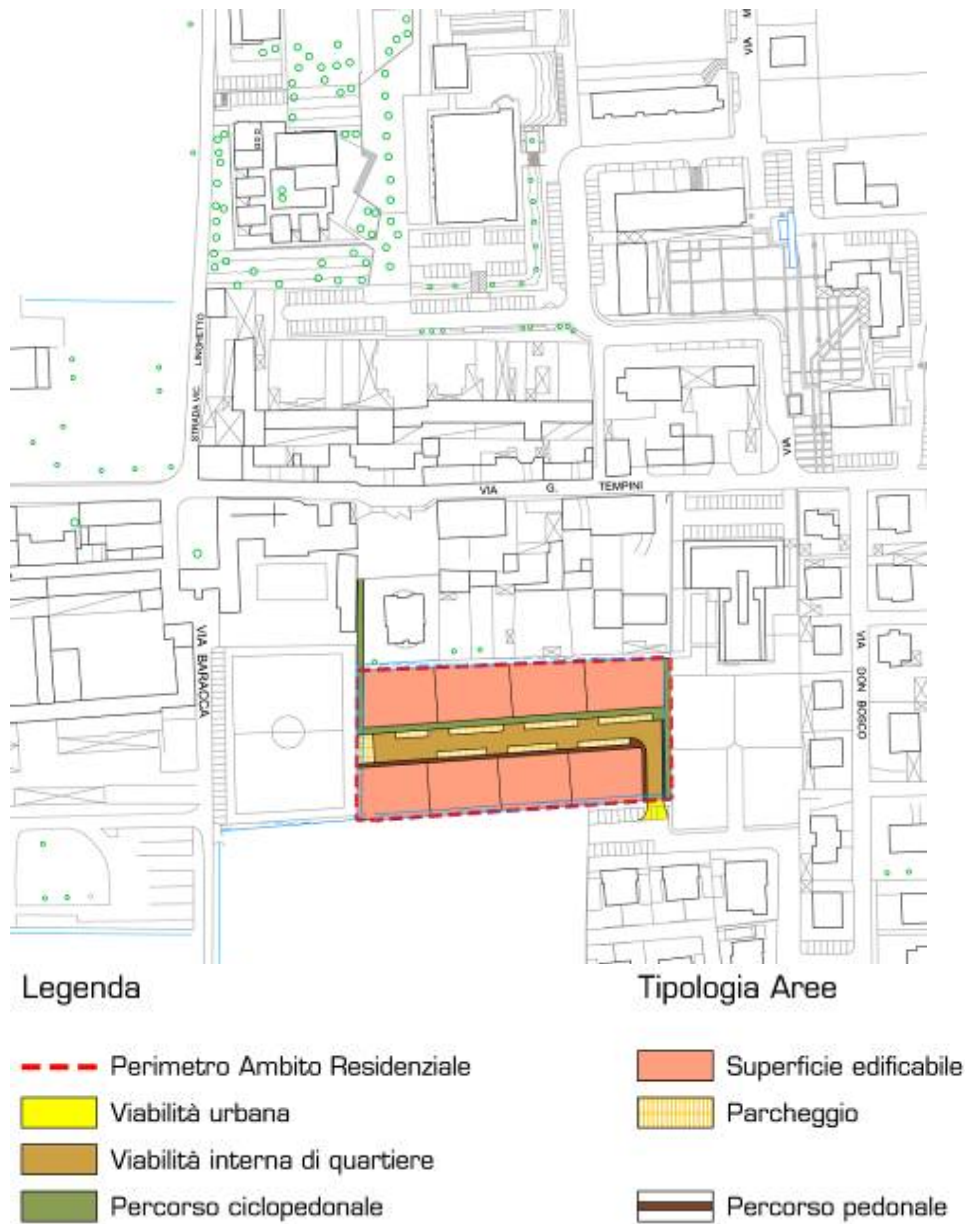 VIA M
STRADA VIC. LINGHETTO
VIA
VIA G. TEMPINI
VIA BARACCA
VIA DON BOSCO
Legenda
Tipologia Aree
Perimetro Ambito Residenziale
Superficie edificabile
Viabilità urbana
Parcheggio
Viabilità interna di quartiere
Percorso ciclopedonale
Percorso pedonale